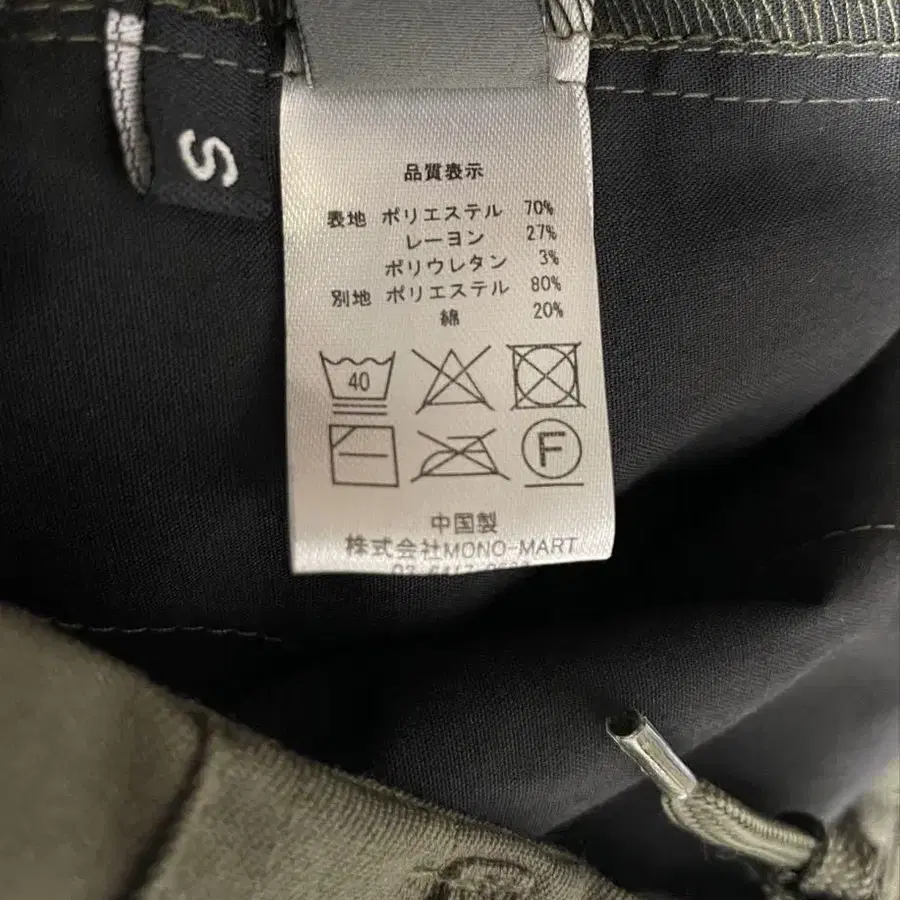 S
品質表示
表地 ポリエステル 70%
レーヨン 27%
ポリウレタン 3%
別地 ポリエステル 80%
綿 20%
40
F
中国製
株式会社MONO-MART